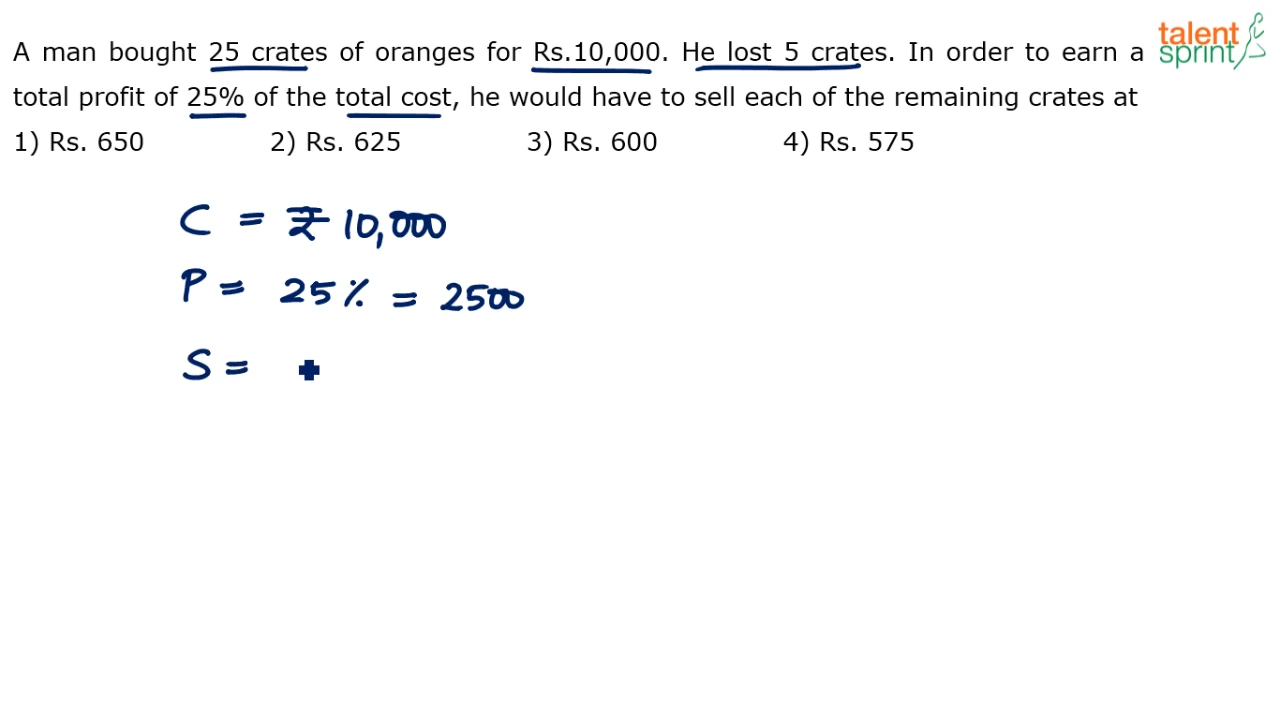 talent
sprint
A man bought 25 crates of oranges for Rs.10,000. He lost 5 crates. In order to earn a
total profit of 25% of the total cost, he would have to sell each of the remaining crates at
1) Rs. 650 2) Rs. 625 3) Rs. 600 4) Rs. 575
C = ₹ 10,000
P = 25% = 2500
S =